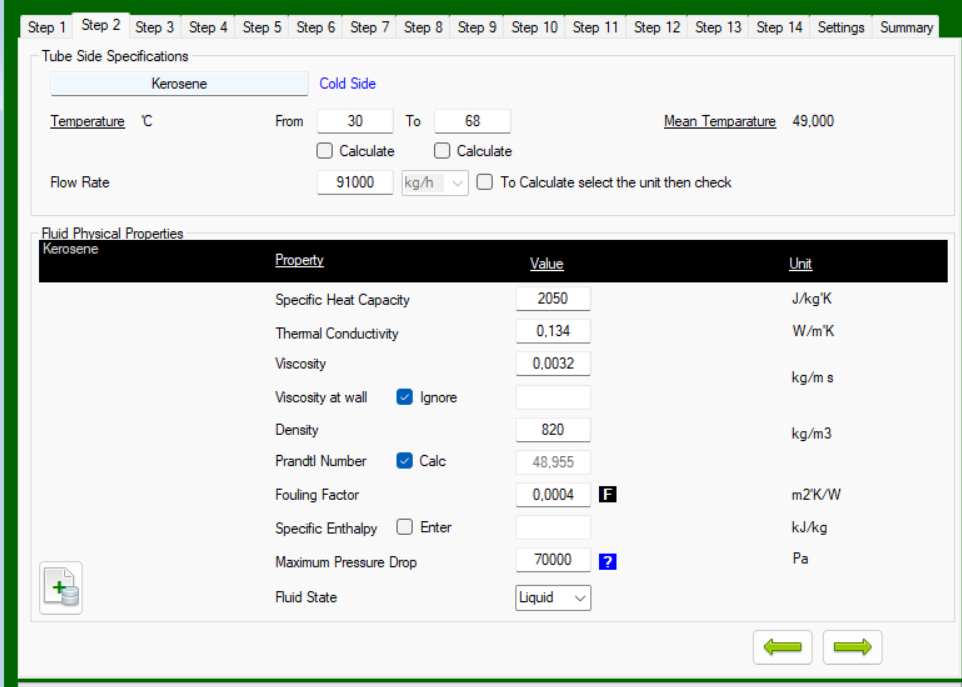 Step 1 Step 2 Step 3 Step 4 Step 5 Step 6 Step 7 Step 8 Step 9 Step 10 Step 11 Step 12 Step 13 Step 14 Settings Summary
Tube Side Specifications
Kerosene Cold Side
Temperature 'C From 30 To 68 Mean Temparature 49,000
Calculate Calculate
Flow Rate 91000 kg/h To Calculate select the unit then check
Fluid Physical Properties
Kerosene
Property Value Unit
Specific Heat Capacity 2050 J/kg'K
Thermal Conductivity 0,134 W/m'K
Viscosity 0,0032
kg/m s
Viscosity at wall Ignore
Density 820 kg/m3
Prandtl Number Calc 48,955
Fouling Factor 0,0004 F m2'K/W
Specific Enthalpy Enter kJ/kg
Maximum Pressure Drop 70000 ? Pa
Fluid State Liquid